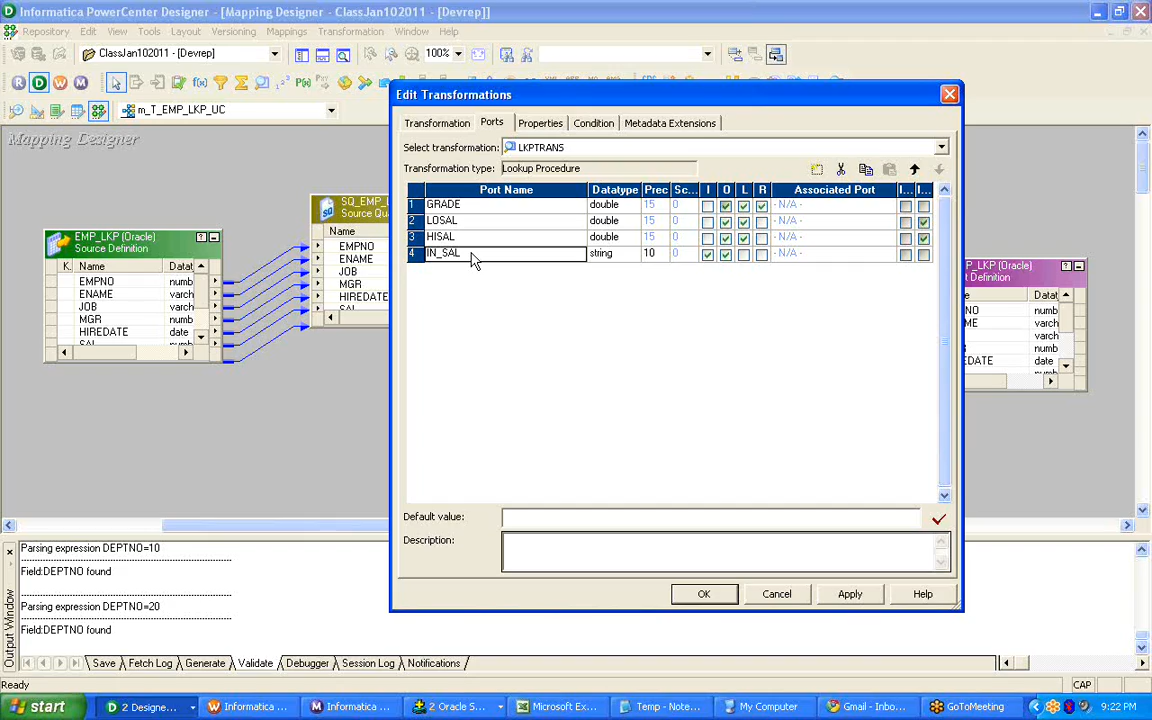 Informatica PowerCenter Designer - [Mapping Designer - ClassJan102011 - [Devrep]]
Repository Edit View Tools Layout Versioning Mappings Transformation Window Help
ClassJan102011 - [Devrep]
100%
m_T_EMP_LKP_UC
Mapping Designer
EMP_LKP (Oracle)
Source Definition
K. Name Datat
EMPNO numb
ENAME varch
JOB varch
MGR numb
HIREDATE date
SAL numb
SQ_EMP_L
Source Qua
Name
EMPNO
ENAME
JOB
MGR
HIREDATE
SAL
Edit Transformations
Transformation Ports Properties Condition Metadata Extensions
Select transformation: LKPTRANS
Transformation type: Lookup Procedure
Port Name Datatype Prec Sc... I O L R Associated Port I... I...
1 GRADE double 15 0 - N/A -
2 LOSAL double 15 0 - N/A -
3 HISAL double 15 0 - N/A -
4 IN_SAL string 10 0 - N/A -
Default value:
Description:
OK Cancel Apply Help
_LKP (Oracle)
t Definition
e Datat
NO numb
ME varch
varch
numb
EDATE date
Output Window
Parsing expression DEPTNO=10
Field:DEPTNO found
Parsing expression DEPTNO=20
Field:DEPTNO found
Save Fetch Log Generate Validate Debugger Session Log Notifications
Ready CAP
start 2 Designe... Informatica ... Informatica ... 2 Oracle S... Microsoft Ex... Temp - Note... My Computer Gmail - Inbo... GoToMeeting 9:22 PM